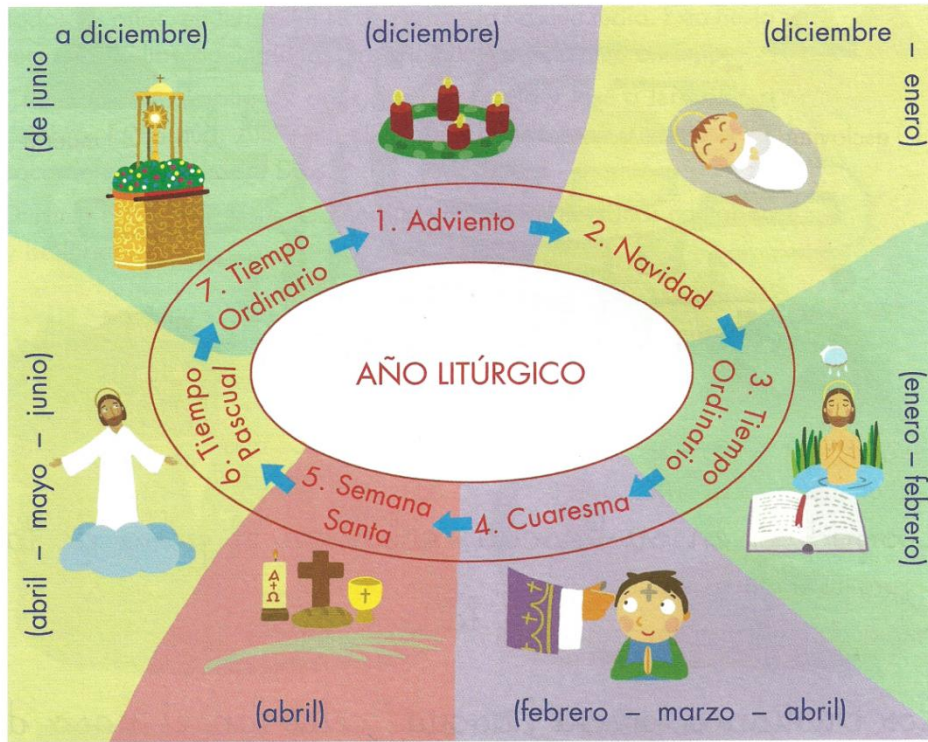 (de junio
a diciembre)
(diciembre)
(diciembre
– enero)
AÑO LITÚRGICO
1. Adviento
2. Navidad
3. Tiempo
Ordinario
4. Cuaresma
5. Semana
Santa
6. Tiempo
Pascual
7. Tiempo
Ordinario
(enero – febrero)
(febrero – marzo – abril)
(abril)
A
Ω
(abril – mayo – junio)